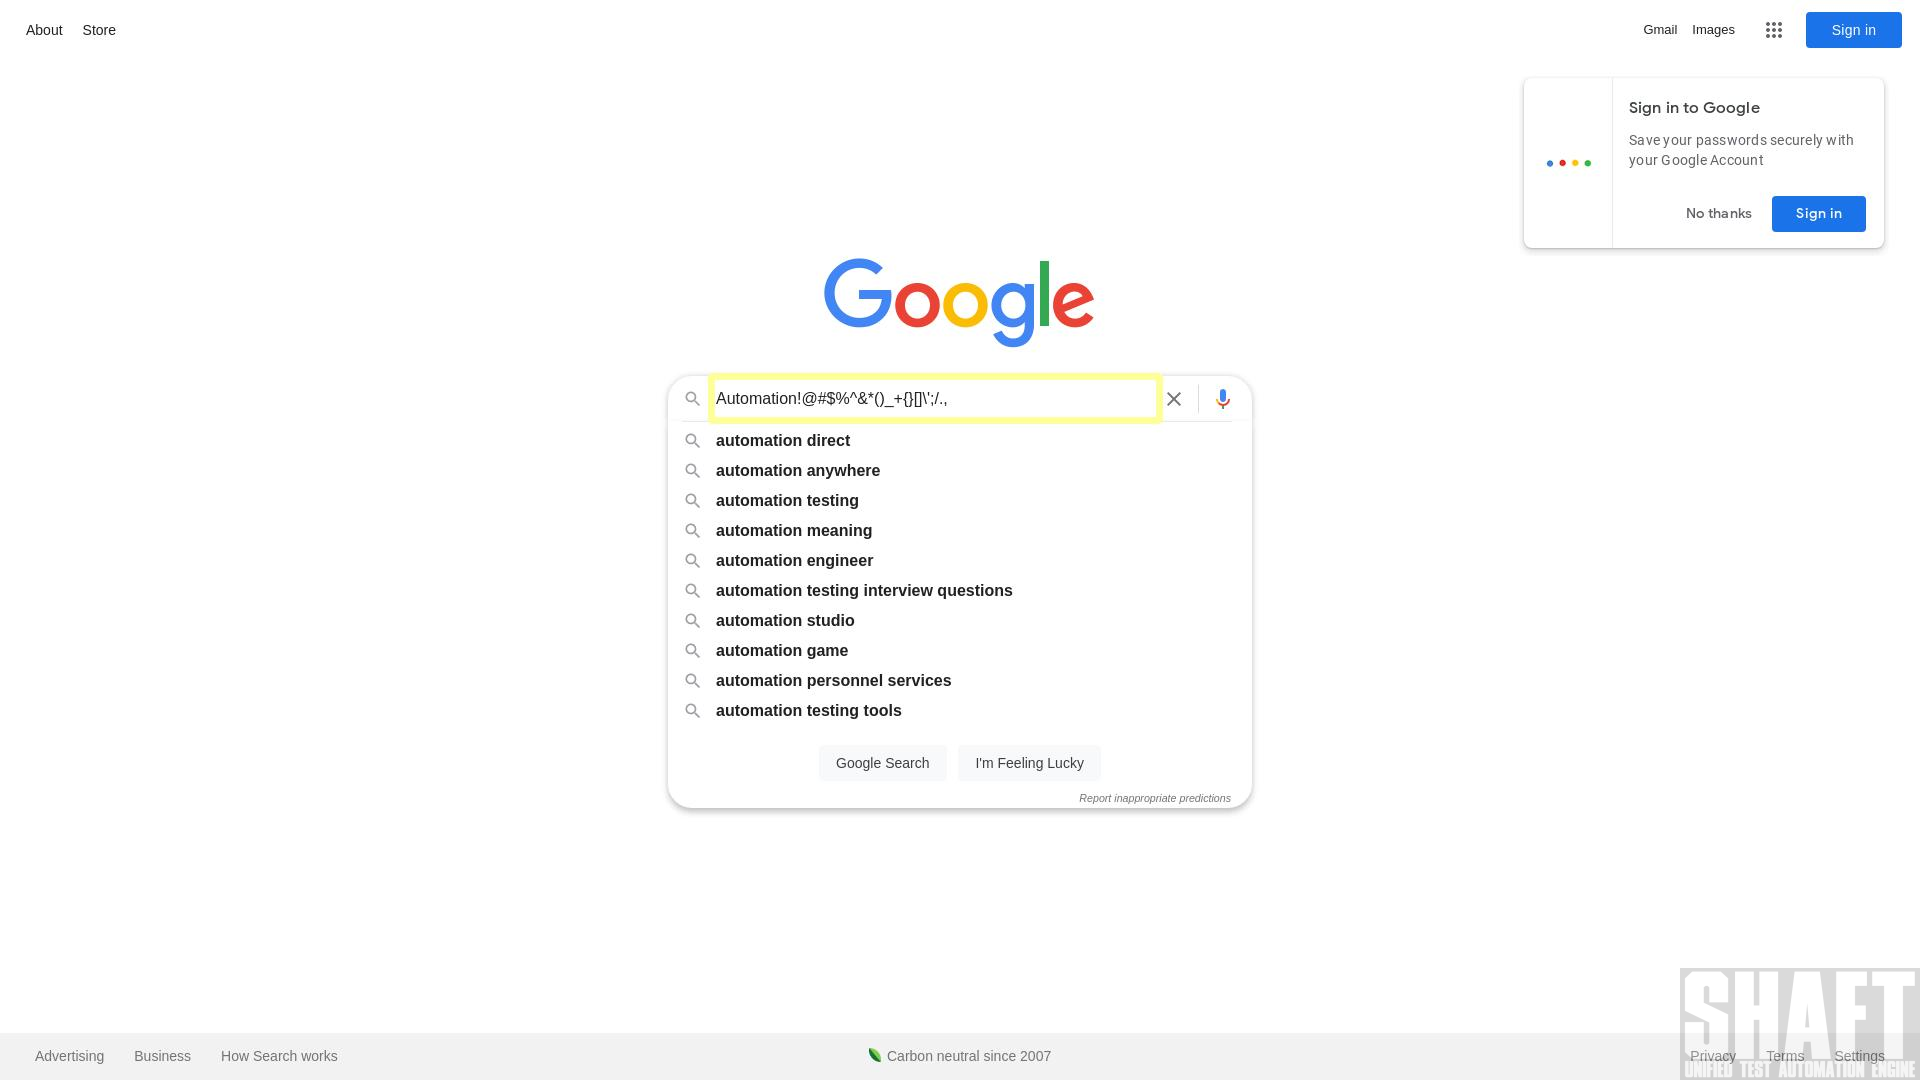 About Store
Gmail Images Sign in
Sign in to Google
Save your passwords securely with
your Google Account
No thanks Sign in
Google
Automation!@#$%^&*()_+{}[]\';/.,
automation direct
automation anywhere
automation testing
automation meaning
automation engineer
automation testing interview questions
automation studio
automation game
automation personnel services
automation testing tools
Google Search I'm Feeling Lucky
Report inappropriate predictions
Advertising Business How Search works Carbon neutral since 2007 Privacy Terms Settings
SHAFT
UNIFIED TEST AUTOMATION ENGINE